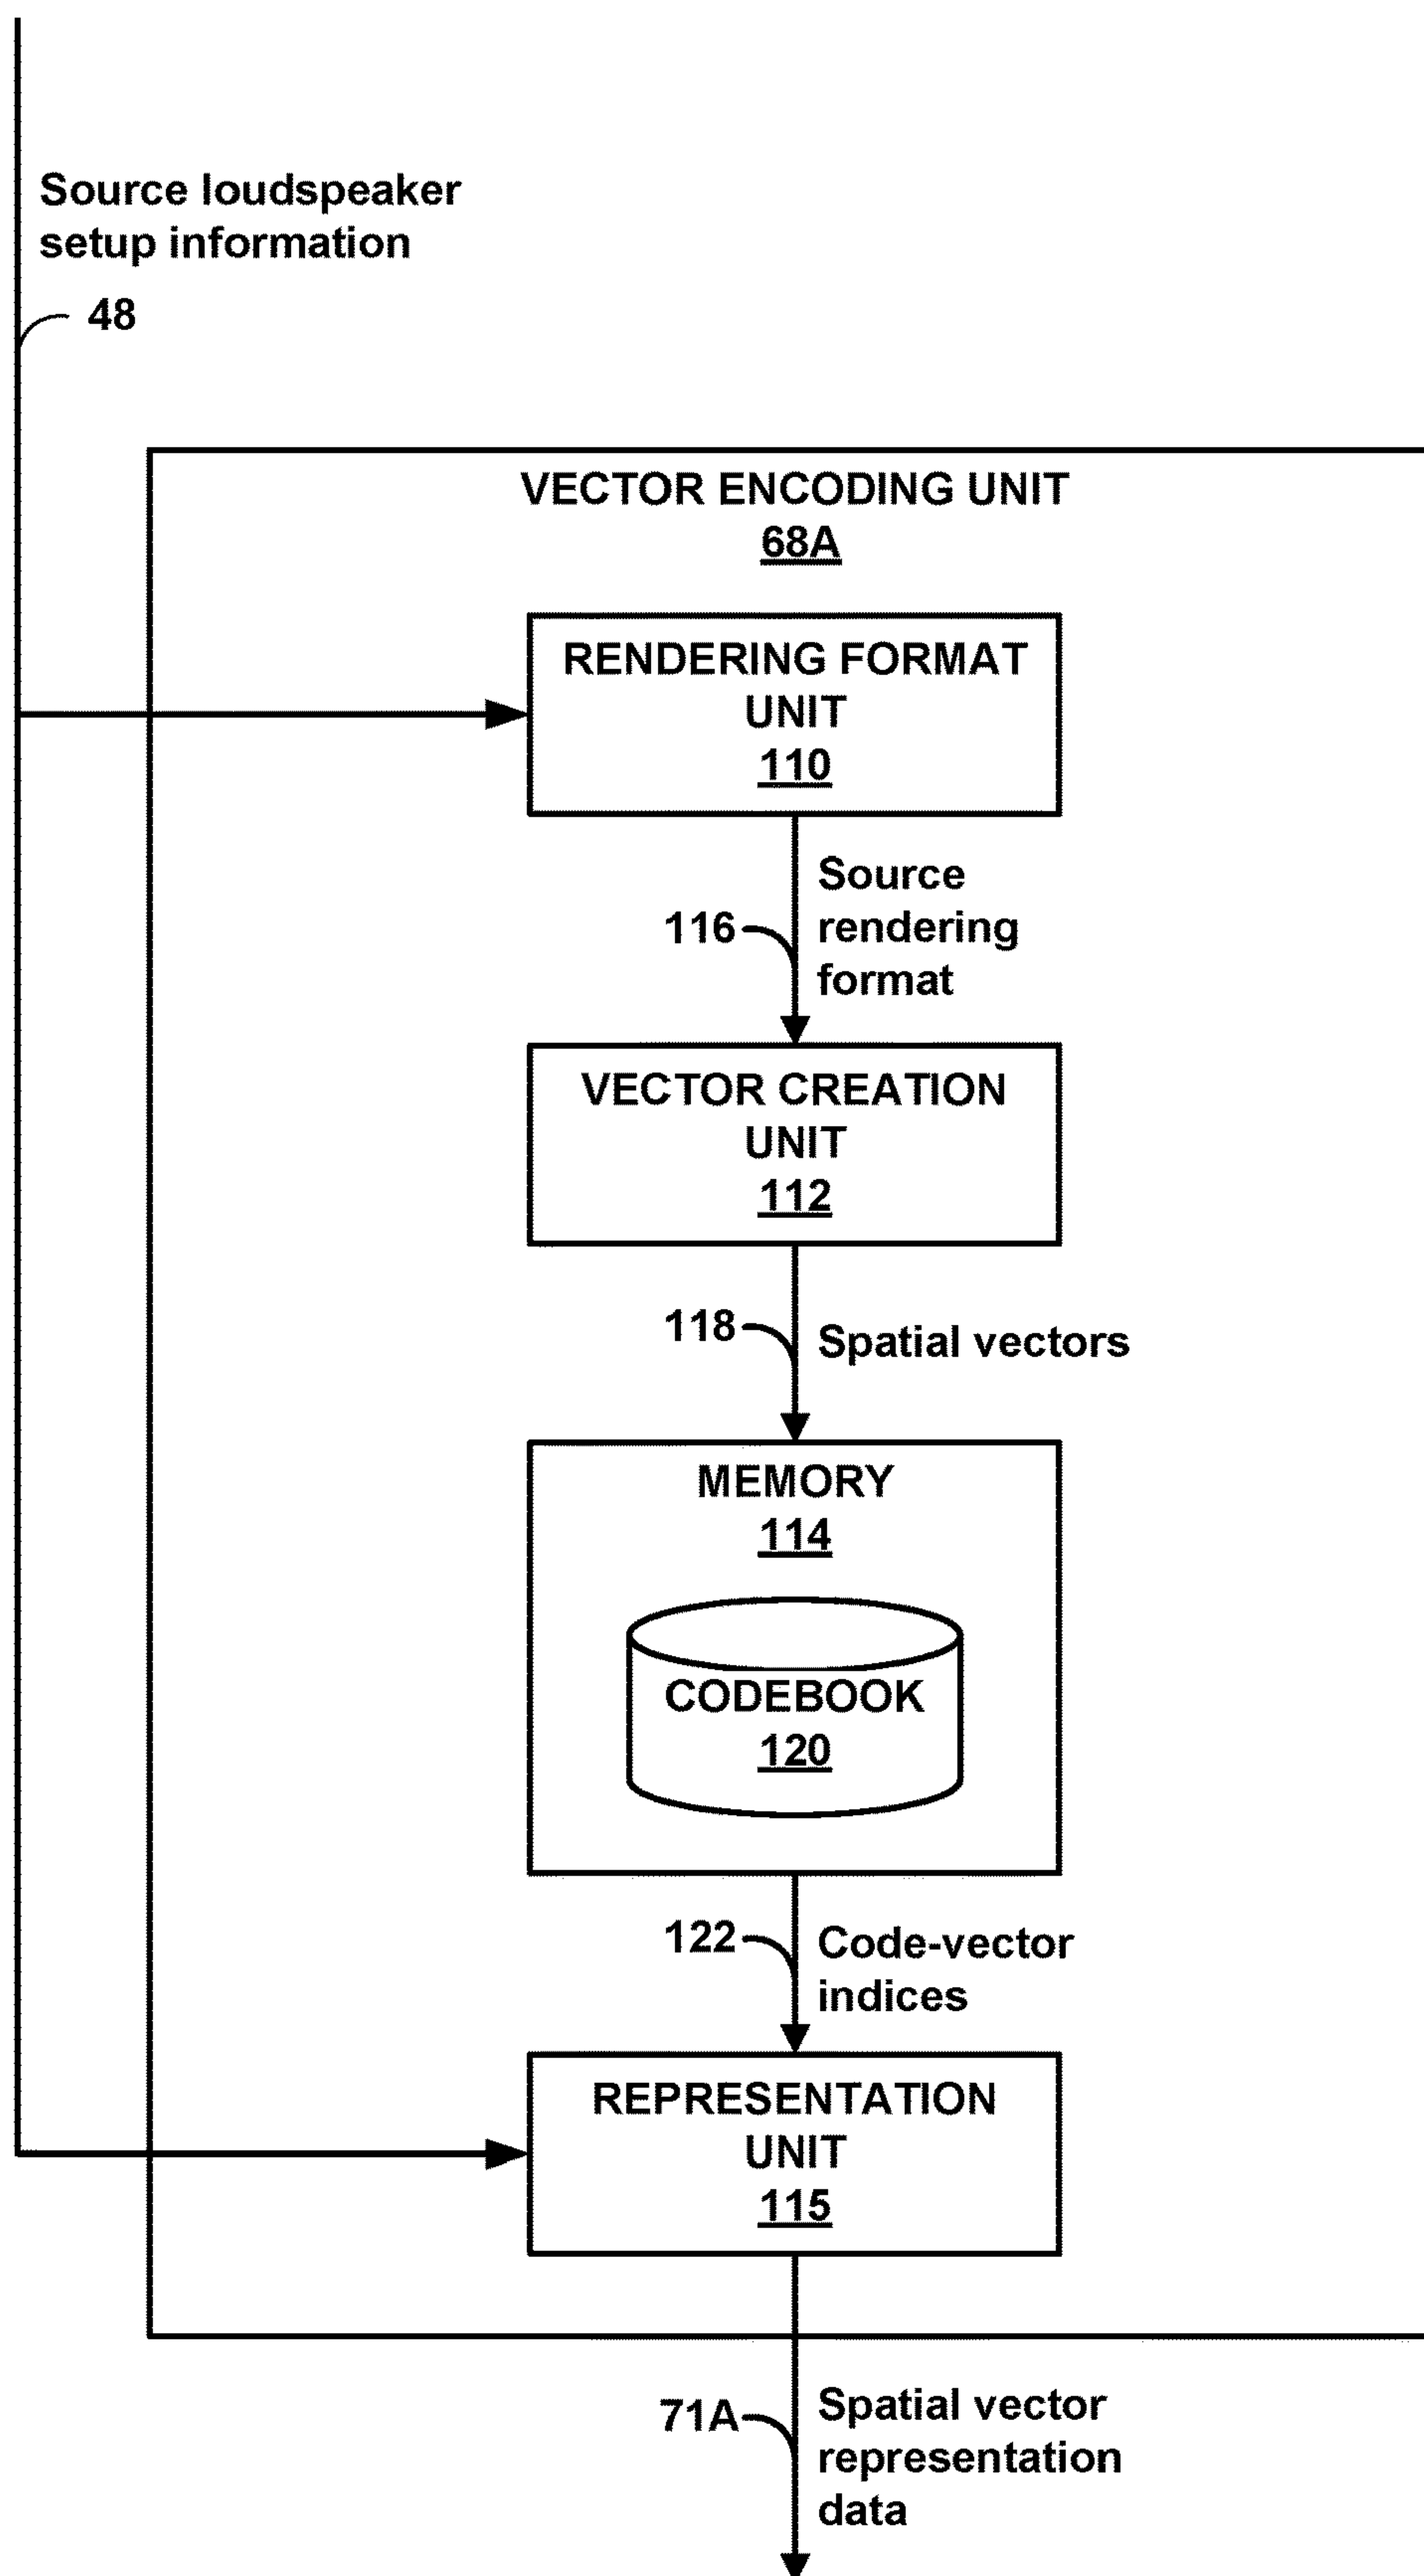 Source loudspeaker
setup information
48
VECTOR ENCODING UNIT
68A
RENDERING FORMAT
UNIT
110
116
Source
rendering
format
VECTOR CREATION
UNIT
112
118
Spatial vectors
MEMORY
114
CODEBOOK
120
122
Code-vector
indices
REPRESENTATION
UNIT
115
71A
Spatial vector
representation
data